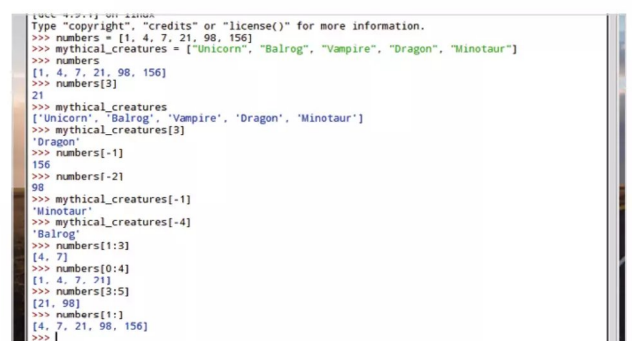 Type "copyright", "credits" or "license()" for more information.
>>> numbers = [1, 4, 7, 21, 98, 156]
>>> mythical_creatures = ["Unicorn", "Balrog", "Vampire", "Dragon", "Minotaur"]
>>> numbers
[1, 4, 7, 21, 98, 156]
>>> numbers[3]
21
>>> mythical_creatures
['Unicorn', 'Balrog', 'Vampire', 'Dragon', 'Minotaur']
>>> mythical_creatures[3]
'Dragon'
>>> numbers[-1]
156
>>> numbers[-2]
98
>>> mythical_creatures[-1]
'Minotaur'
>>> mythical_creatures[-4]
'Balrog'
>>> numbers[1:3]
[4, 7]
>>> numbers[0:4]
[1, 4, 7, 21]
>>> numbers[3:5]
[21, 98]
>>> numbers[1:]
[4, 7, 21, 98, 156]
>>>